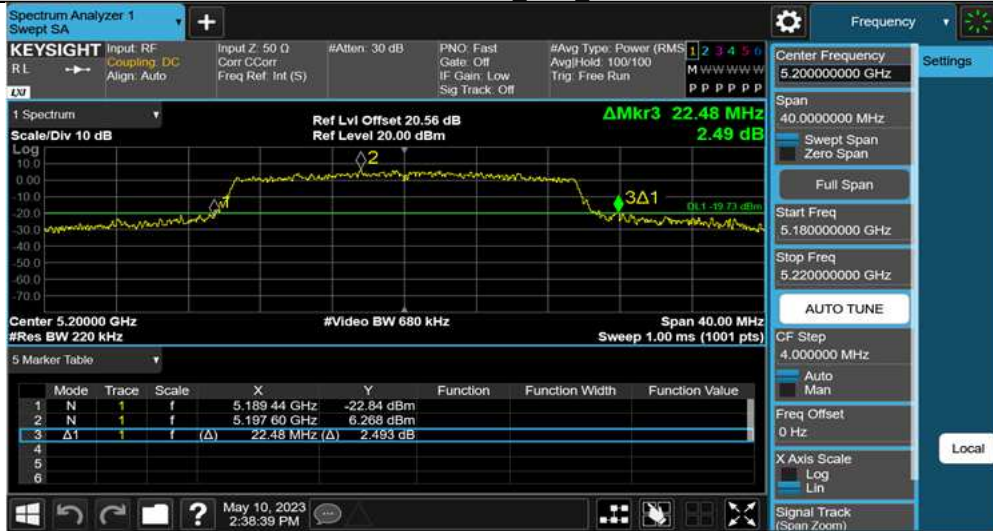 Spectrum Analyzer 1
Swept SA
Frequency
KEYSIGHT
RL
LXI
Input: RF
Coupling: DC
Align: Auto
Input Z: 50 Ω
Corr CCorr
Freq Ref: Int (S)
#Atten: 30 dB
PNO: Fast
Gate: Off
IF Gain: Low
Sig Track: Off
#Avg Type: Power (RMS
Avg|Hold: 100/100
Trig: Free Run
1 2 3 4 5 6
M W W W W W
P P P P P P
1 Spectrum
Scale/Div 10 dB
Ref Lvl Offset 20.56 dB
Ref Level 20.00 dBm
ΔMkr3 22.48 MHz
2.49 dB
Log
10.0
0.00
-10.0
-20.0
-30.0
-40.0
-50.0
-60.0
-70.0
2
3Δ1
DL1 -19.73 dBm
Center 5.20000 GHz
#Res BW 220 kHz
#Video BW 680 kHz
Span 40.00 MHz
Sweep 1.00 ms (1001 pts)
5 Marker Table
Mode Trace Scale X Y Function Function Width Function Value
1 N 1 f 5.189 44 GHz -22.84 dBm
2 N 1 f 5.197 60 GHz 6.268 dBm
3 Δ1 1 f (Δ) 22.48 MHz (Δ) 2.493 dB
4
5
6
May 10, 2023
2:38:39 PM
Center Frequency
5.200000000 GHz
Span
40.0000000 MHz
Swept Span
Zero Span
Full Span
Start Freq
5.180000000 GHz
Stop Freq
5.220000000 GHz
AUTO TUNE
CF Step
4.000000 MHz
Auto
Man
Freq Offset
0 Hz
X Axis Scale
Log
Lin
Signal Track
(Span Zoom)
Settings
Local